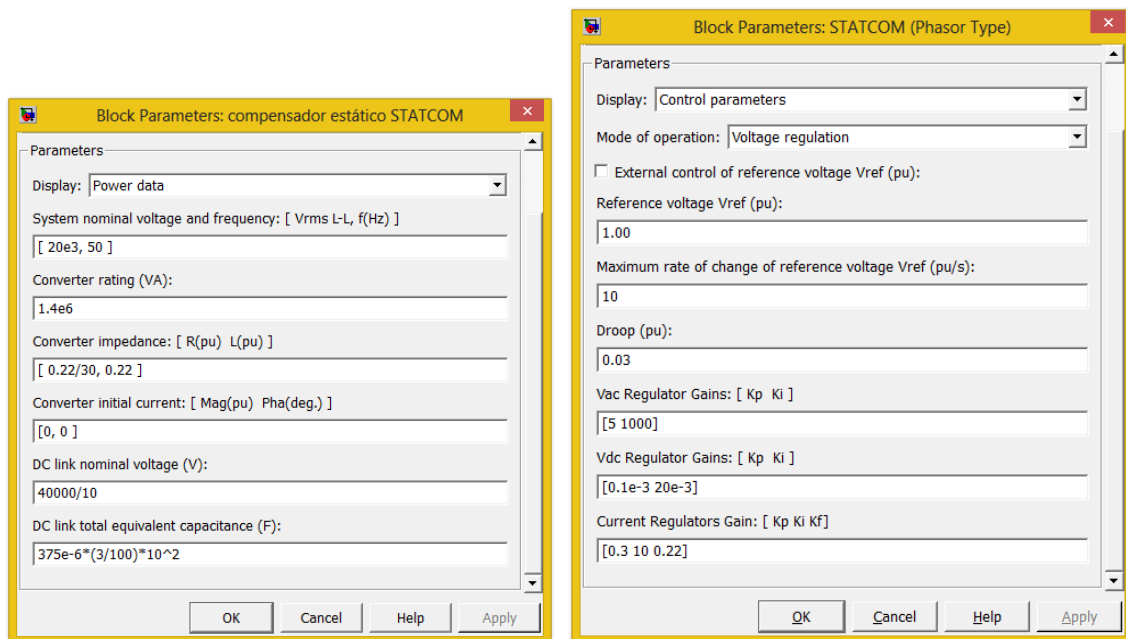 Block Parameters: compensador estático STATCOM
Parameters
Display: Power data
System nominal voltage and frequency: [ Vrms L-L, f(Hz) ]
[ 20e3, 50 ]
Converter rating (VA):
1.4e6
Converter impedance: [ R(pu) L(pu) ]
[ 0.22/30, 0.22 ]
Converter initial current: [ Mag(pu) Pha(deg.) ]
[0, 0 ]
DC link nominal voltage (V):
40000/10
DC link total equivalent capacitance (F):
375e-6*(3/100)*10^2
OK Cancel Help Apply
Block Parameters: STATCOM (Phasor Type)
Parameters
Display: Control parameters
Mode of operation: Voltage regulation
External control of reference voltage Vref (pu):
Reference voltage Vref (pu):
1.00
Maximum rate of change of reference voltage Vref (pu/s):
10
Droop (pu):
0.03
Vac Regulator Gains: [ Kp Ki ]
[5 1000]
Vdc Regulator Gains: [ Kp Ki ]
[0.1e-3 20e-3]
Current Regulators Gain: [ Kp Ki Kf]
[0.3 10 0.22]
OK Cancel Help Apply